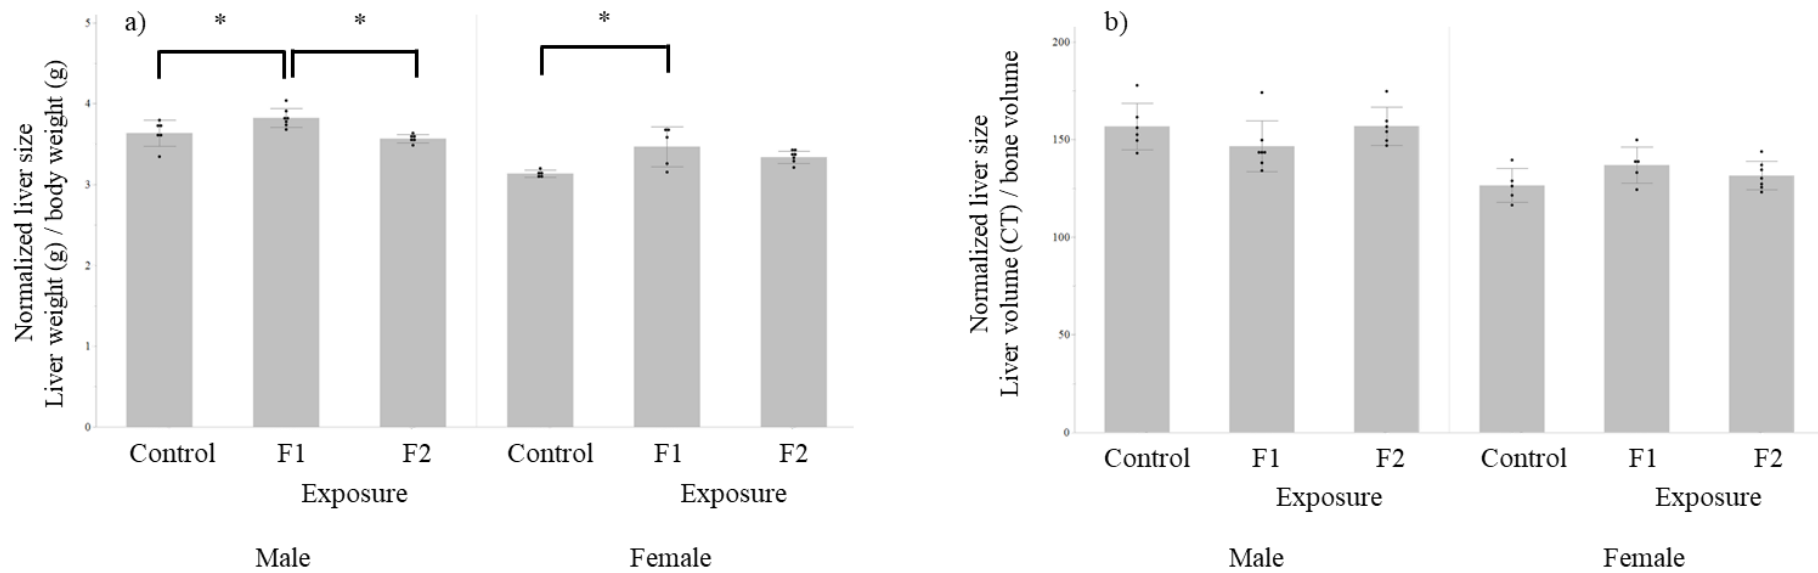 a)
*
*
*
5
4
3
2
1
0
Normalized liver size
Liver weight (g) / body weight (g)
Control
F1
F2
Control
F1
F2
Exposure
Exposure
Male
Female
b)
200
150
100
50
0
Normalized liver size
Liver volume (CT) / bone volume
Control
F1
F2
Control
F1
F2
Exposure
Exposure
Male
Female